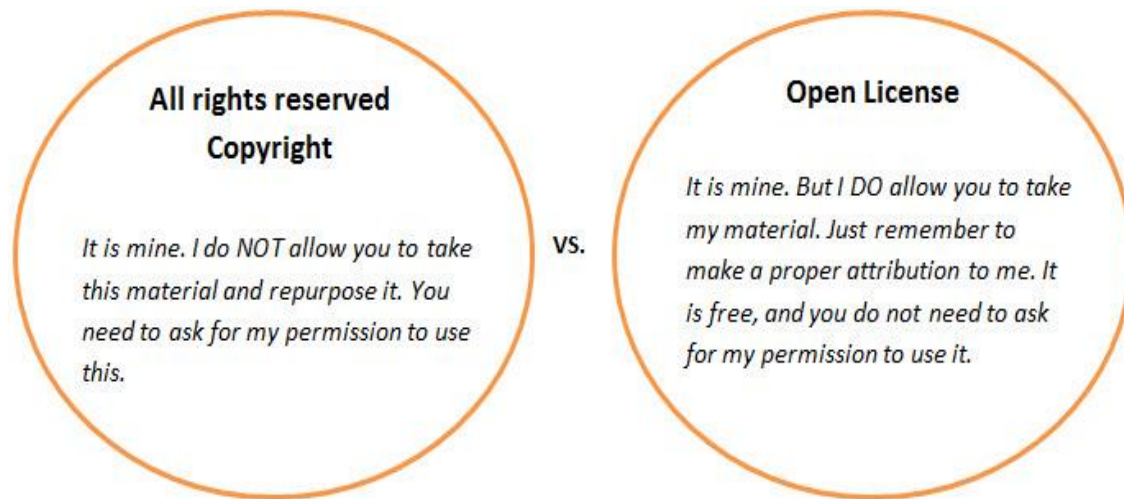 All rights reserved
Copyright
It is mine. I do NOT allow you to take
this material and repurpose it. You
need to ask for my permission to use
this.
vs.
Open License
It is mine. But I DO allow you to take
my material. Just remember to
make a proper attribution to me. It
is free, and you do not need to ask
for my permission to use it.